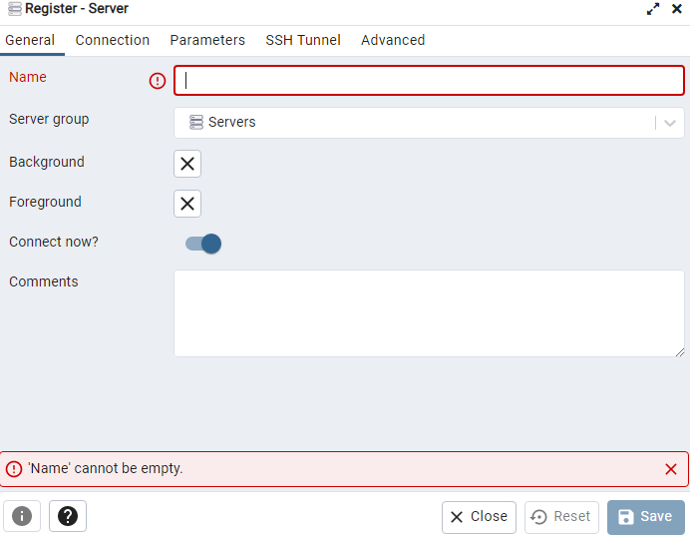 Register - Server
General Connection Parameters SSH Tunnel Advanced
Name
Server group Servers
Background
Foreground
Connect now?
Comments
'Name' cannot be empty.
Close Reset Save